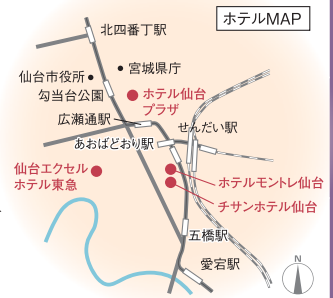 ホテルMAP
北四番丁駅
仙台市役所
宮城県庁
勾当台公園
ホテル仙台
プラザ
広瀬通駅
せんだい駅
あおばどおり駅
仙台エクセル
ホテル東急
ホテルモントレ仙台
チサンホテル仙台
五橋駅
愛宕駅
N